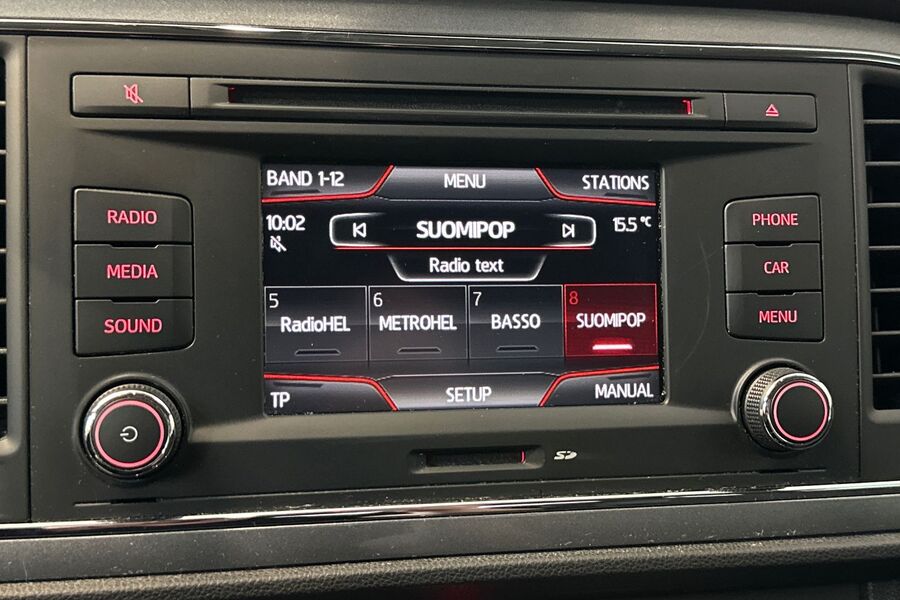 BAND 1-12
MENU
STATIONS
10:02
SUOMIPOP
15.5 °C
Radio text
5
RadioHEL
6
METROHEL
7
BASSO
8
SUOMIPOP
TP
SETUP
MANUAL
RADIO
MEDIA
SOUND
PHONE
CAR
MENU
SD